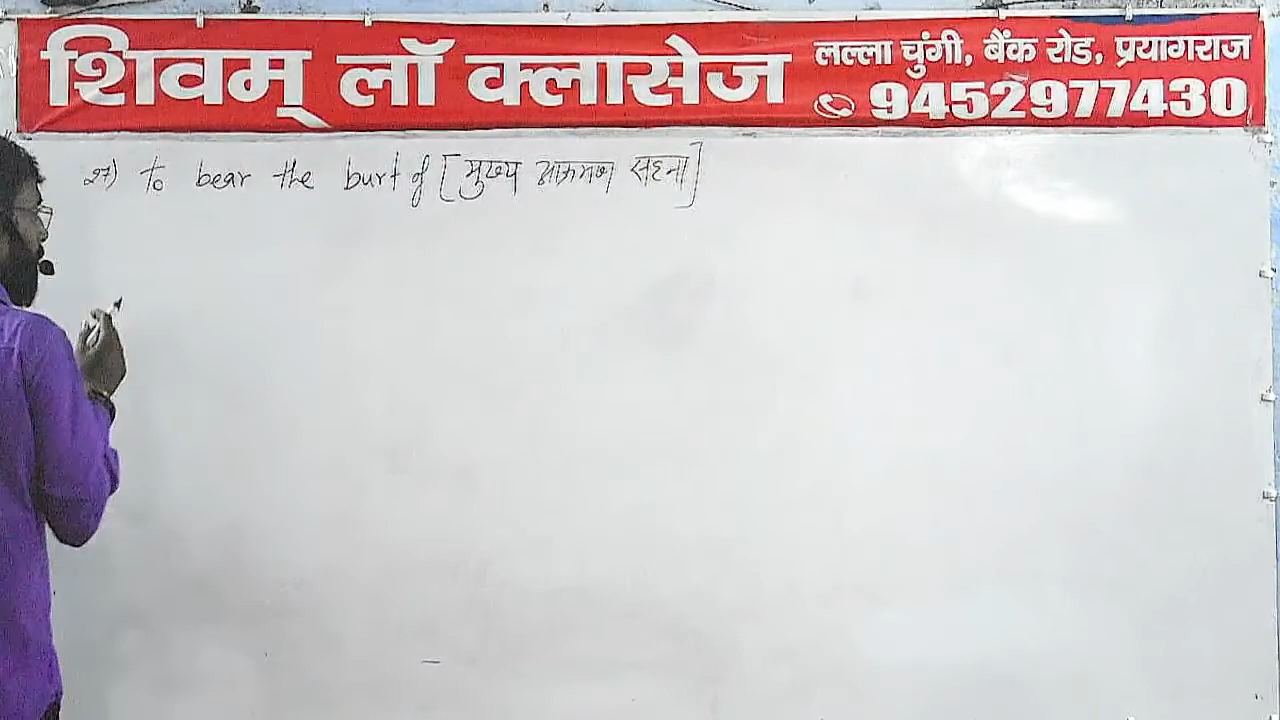 शिवम् लॉ क्लासेज
लल्ला चुंगी, बैंक रोड, प्रयागराज
9452977430
27) to bear the burt of [मुख्य आक्रमण सहना]